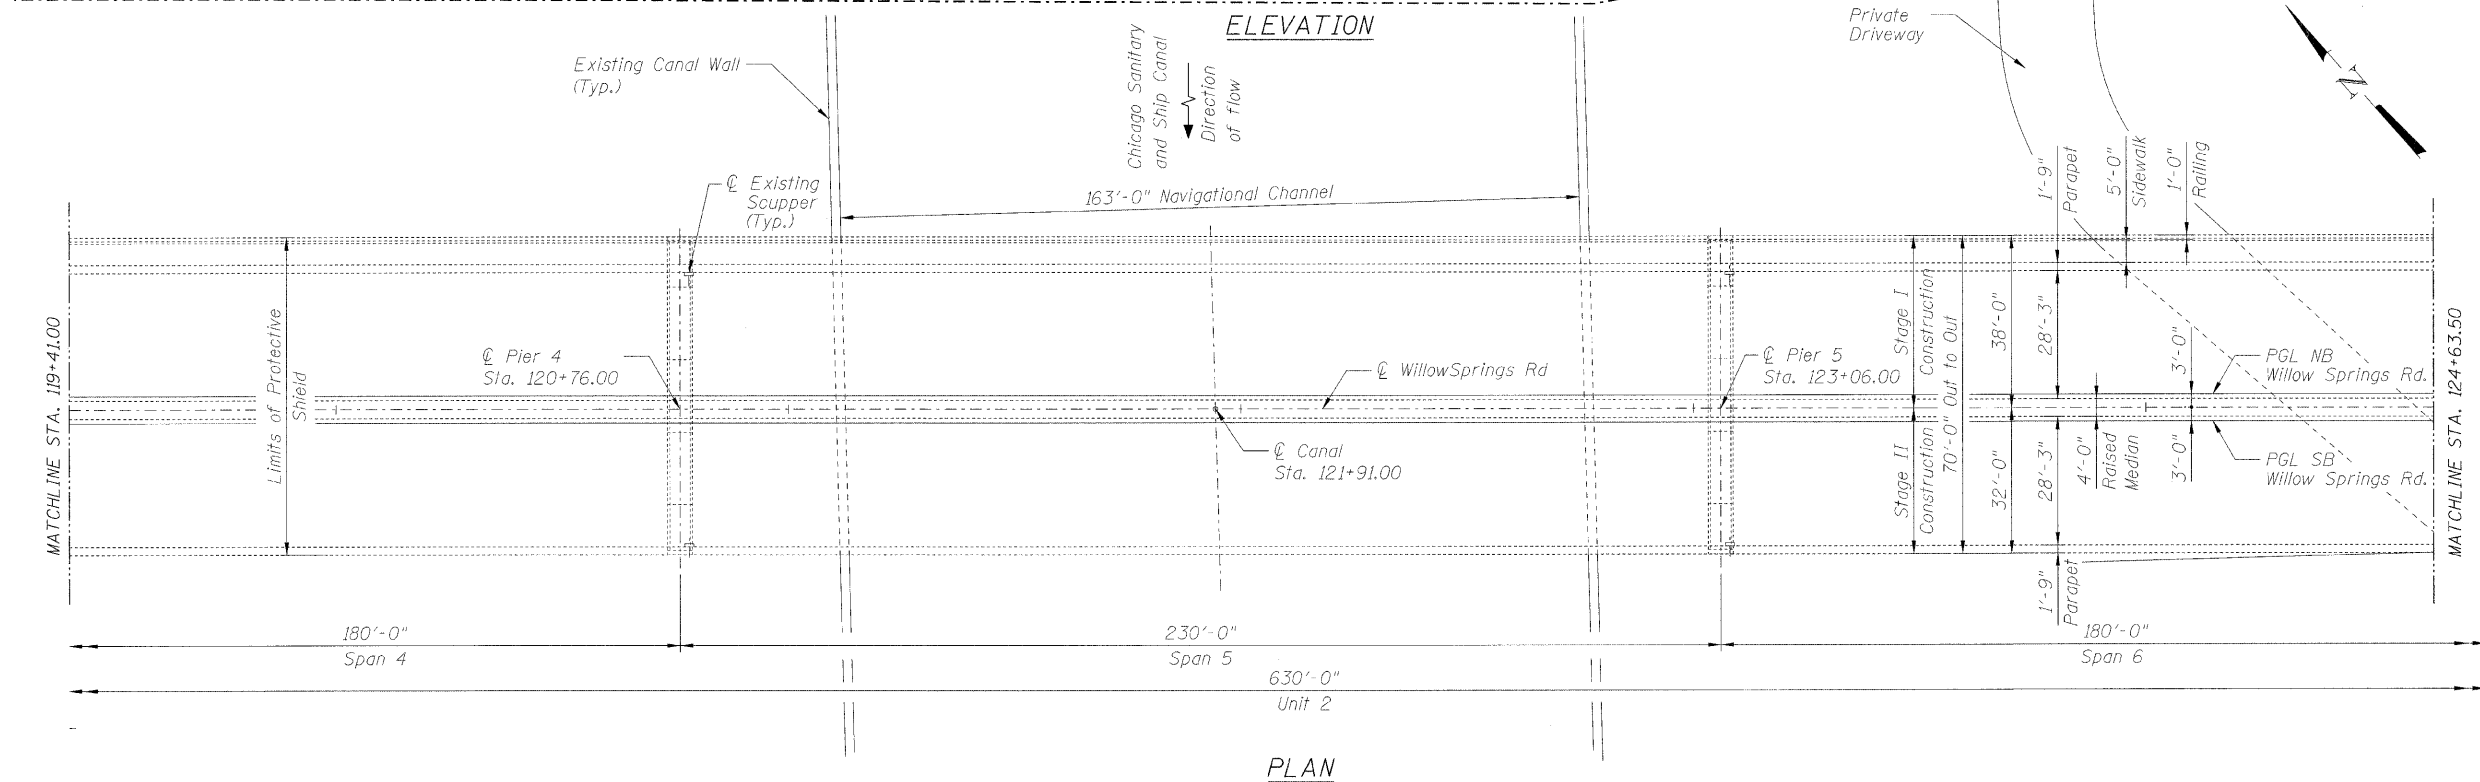 ELEVATION
Private
Driveway
Existing Canal Wall
(Typ.)
Chicago Sanitary
and Ship Canal
Direction
of flow
N
℄ Existing
Scupper
(Typ.)
163'-0" Navigational Channel
1'-9"
Parapet
5'-0"
Sidewalk
1'-0"
Railing
MATCHLINE STA. 119+41.00
Limits of Protective
Shield
℄ Pier 4
Sta. 120+76.00
℄ WillowSprings Rd
℄ Canal
Sta. 121+91.00
℄ Pier 5
Sta. 123+06.00
Stage I
Construction
Stage II
Construction
70'-0" Out to Out
38'-0"
32'-0"
28'-3"
28'-3"
4'-0"
Raised
Median
3'-0"
3'-0"
PGL NB
Willow Springs Rd.
PGL SB
Willow Springs Rd.
MATCHLINE STA. 124+63.50
1'-9"
Parapet
180'-0"
Span 4
230'-0"
Span 5
180'-0"
Span 6
630'-0"
Unit 2
PLAN